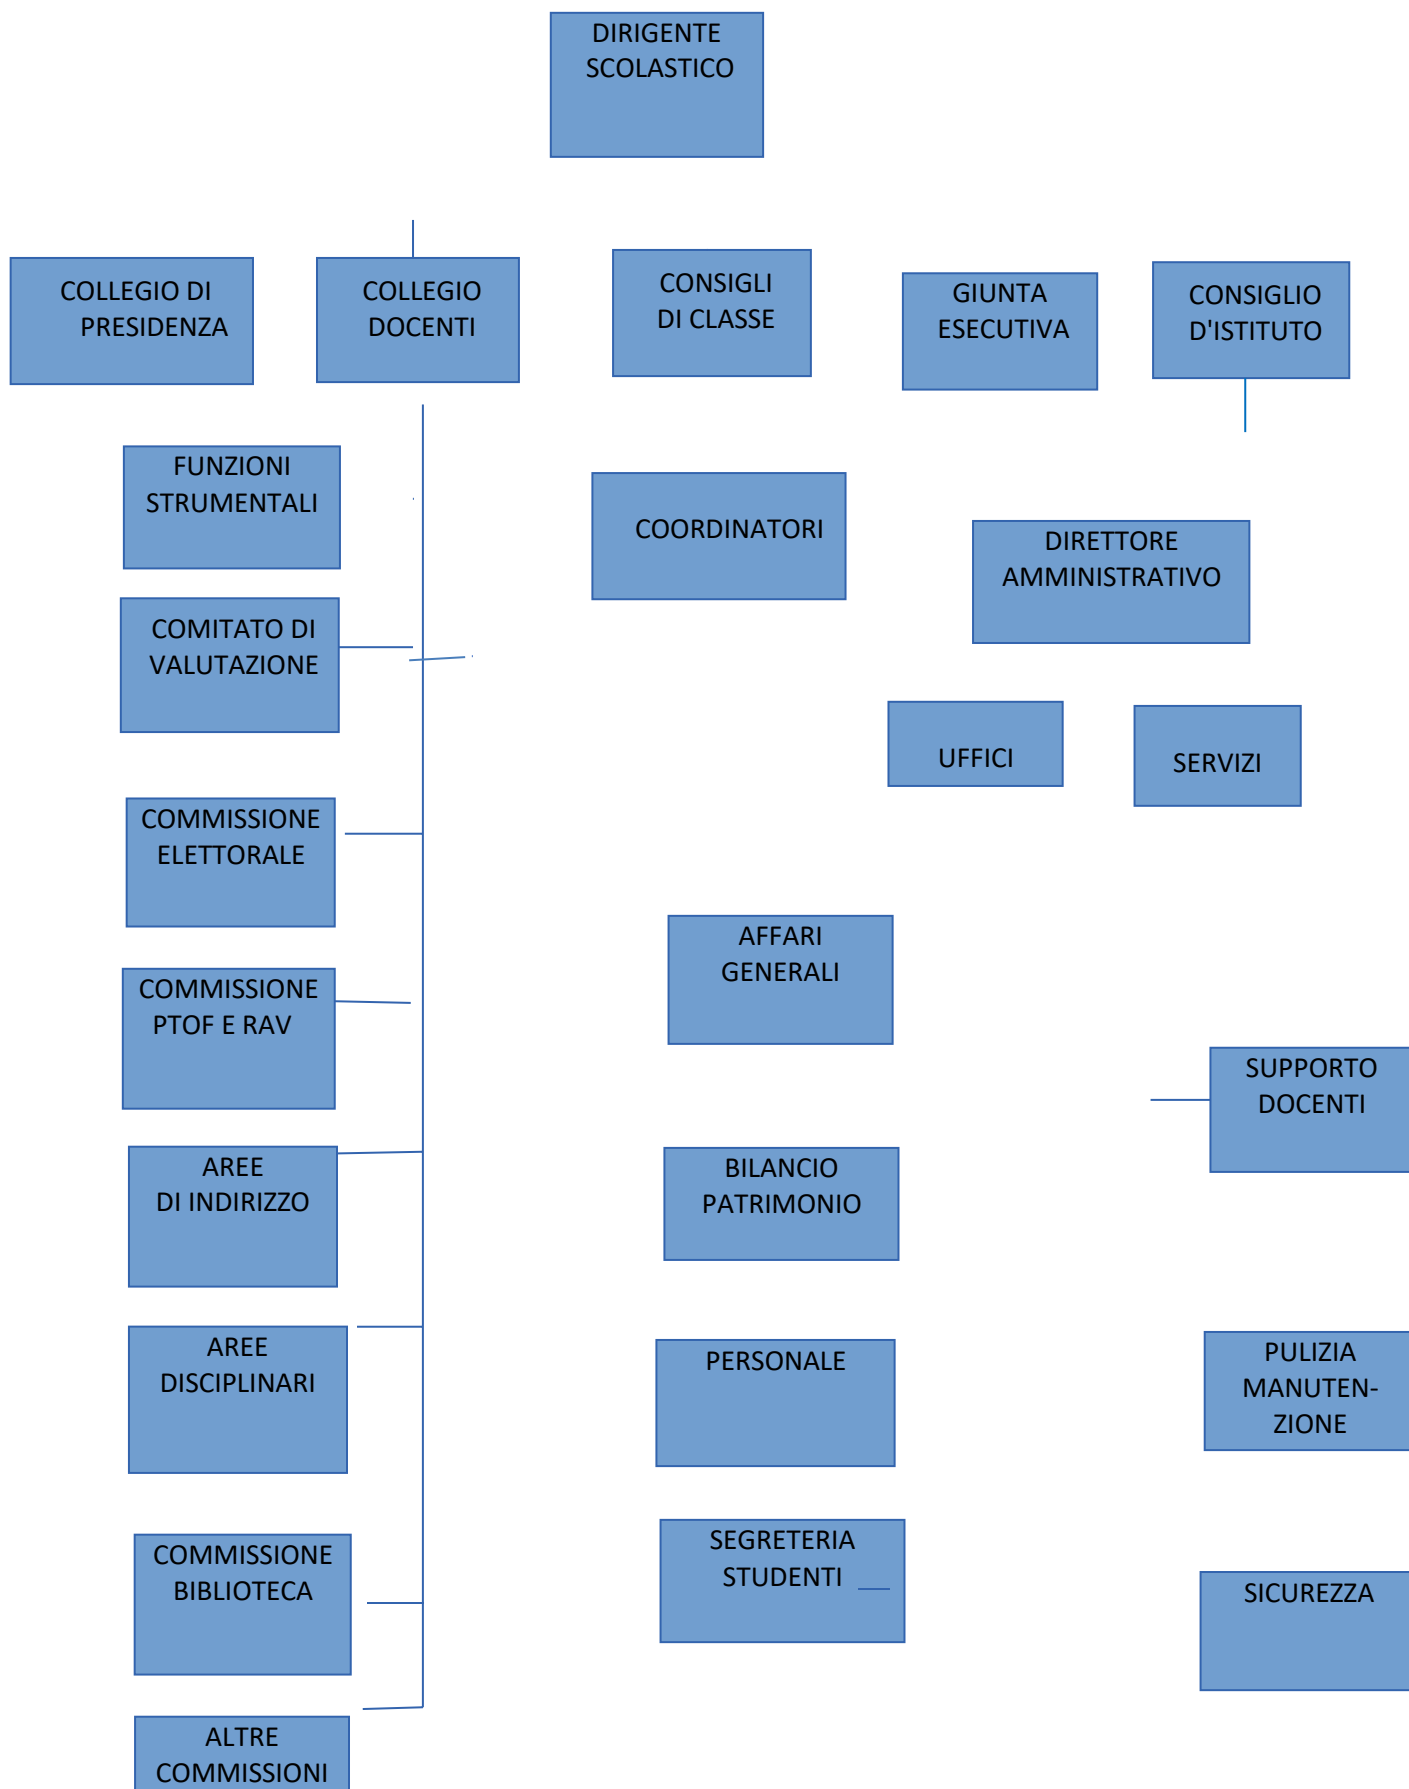 DIRIGENTE
SCOLASTICO
COLLEGIO DI
PRESIDENZA
COLLEGIO
DOCENTI
CONSIGLI
DI CLASSE
GIUNTA
ESECUTIVA
CONSIGLIO
D'ISTITUTO
FUNZIONI
STRUMENTALI
COORDINATORI
DIRETTORE
AMMINISTRATIVO
COMITATO DI
VALUTAZIONE
UFFICI
SERVIZI
COMMISSIONE
ELETTORALE
AFFARI
GENERALI
COMMISSIONE
PTOF E RAV
SUPPORTO
DOCENTI
AREE
DI INDIRIZZO
BILANCIO
PATRIMONIO
AREE
DISCIPLINARI
PERSONALE
PULIZIA
MANUTEN-
ZIONE
COMMISSIONE
BIBLIOTECA
SEGRETERIA
STUDENTI
SICUREZZA
ALTRE
COMMISSIONI